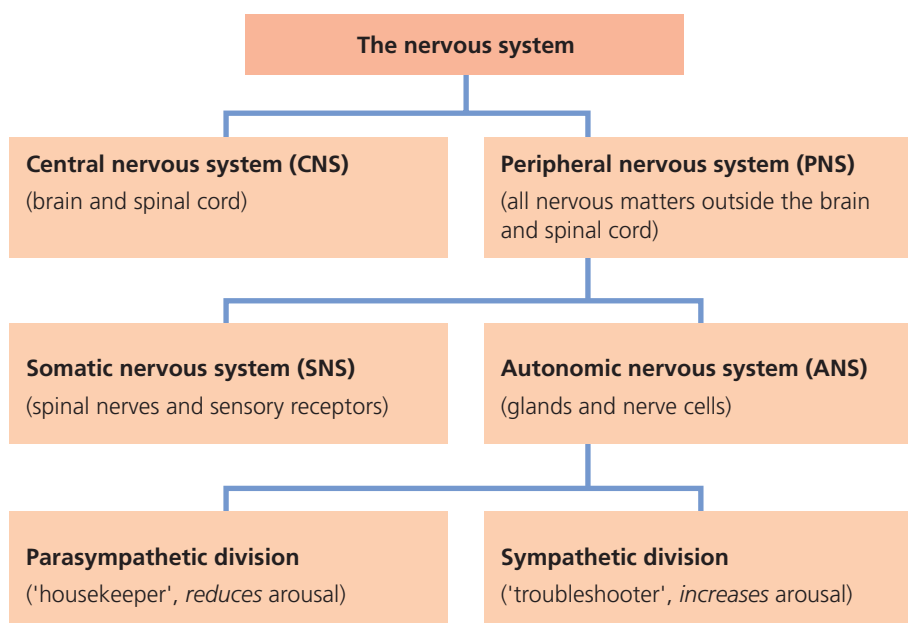 The nervous system
Central nervous system (CNS)
(brain and spinal cord)
Peripheral nervous system (PNS)
(all nervous matters outside the brain
and spinal cord)
Somatic nervous system (SNS)
(spinal nerves and sensory receptors)
Autonomic nervous system (ANS)
(glands and nerve cells)
Parasympathetic division
('housekeeper', reduces arousal)
Sympathetic division
('troubleshooter', increases arousal)